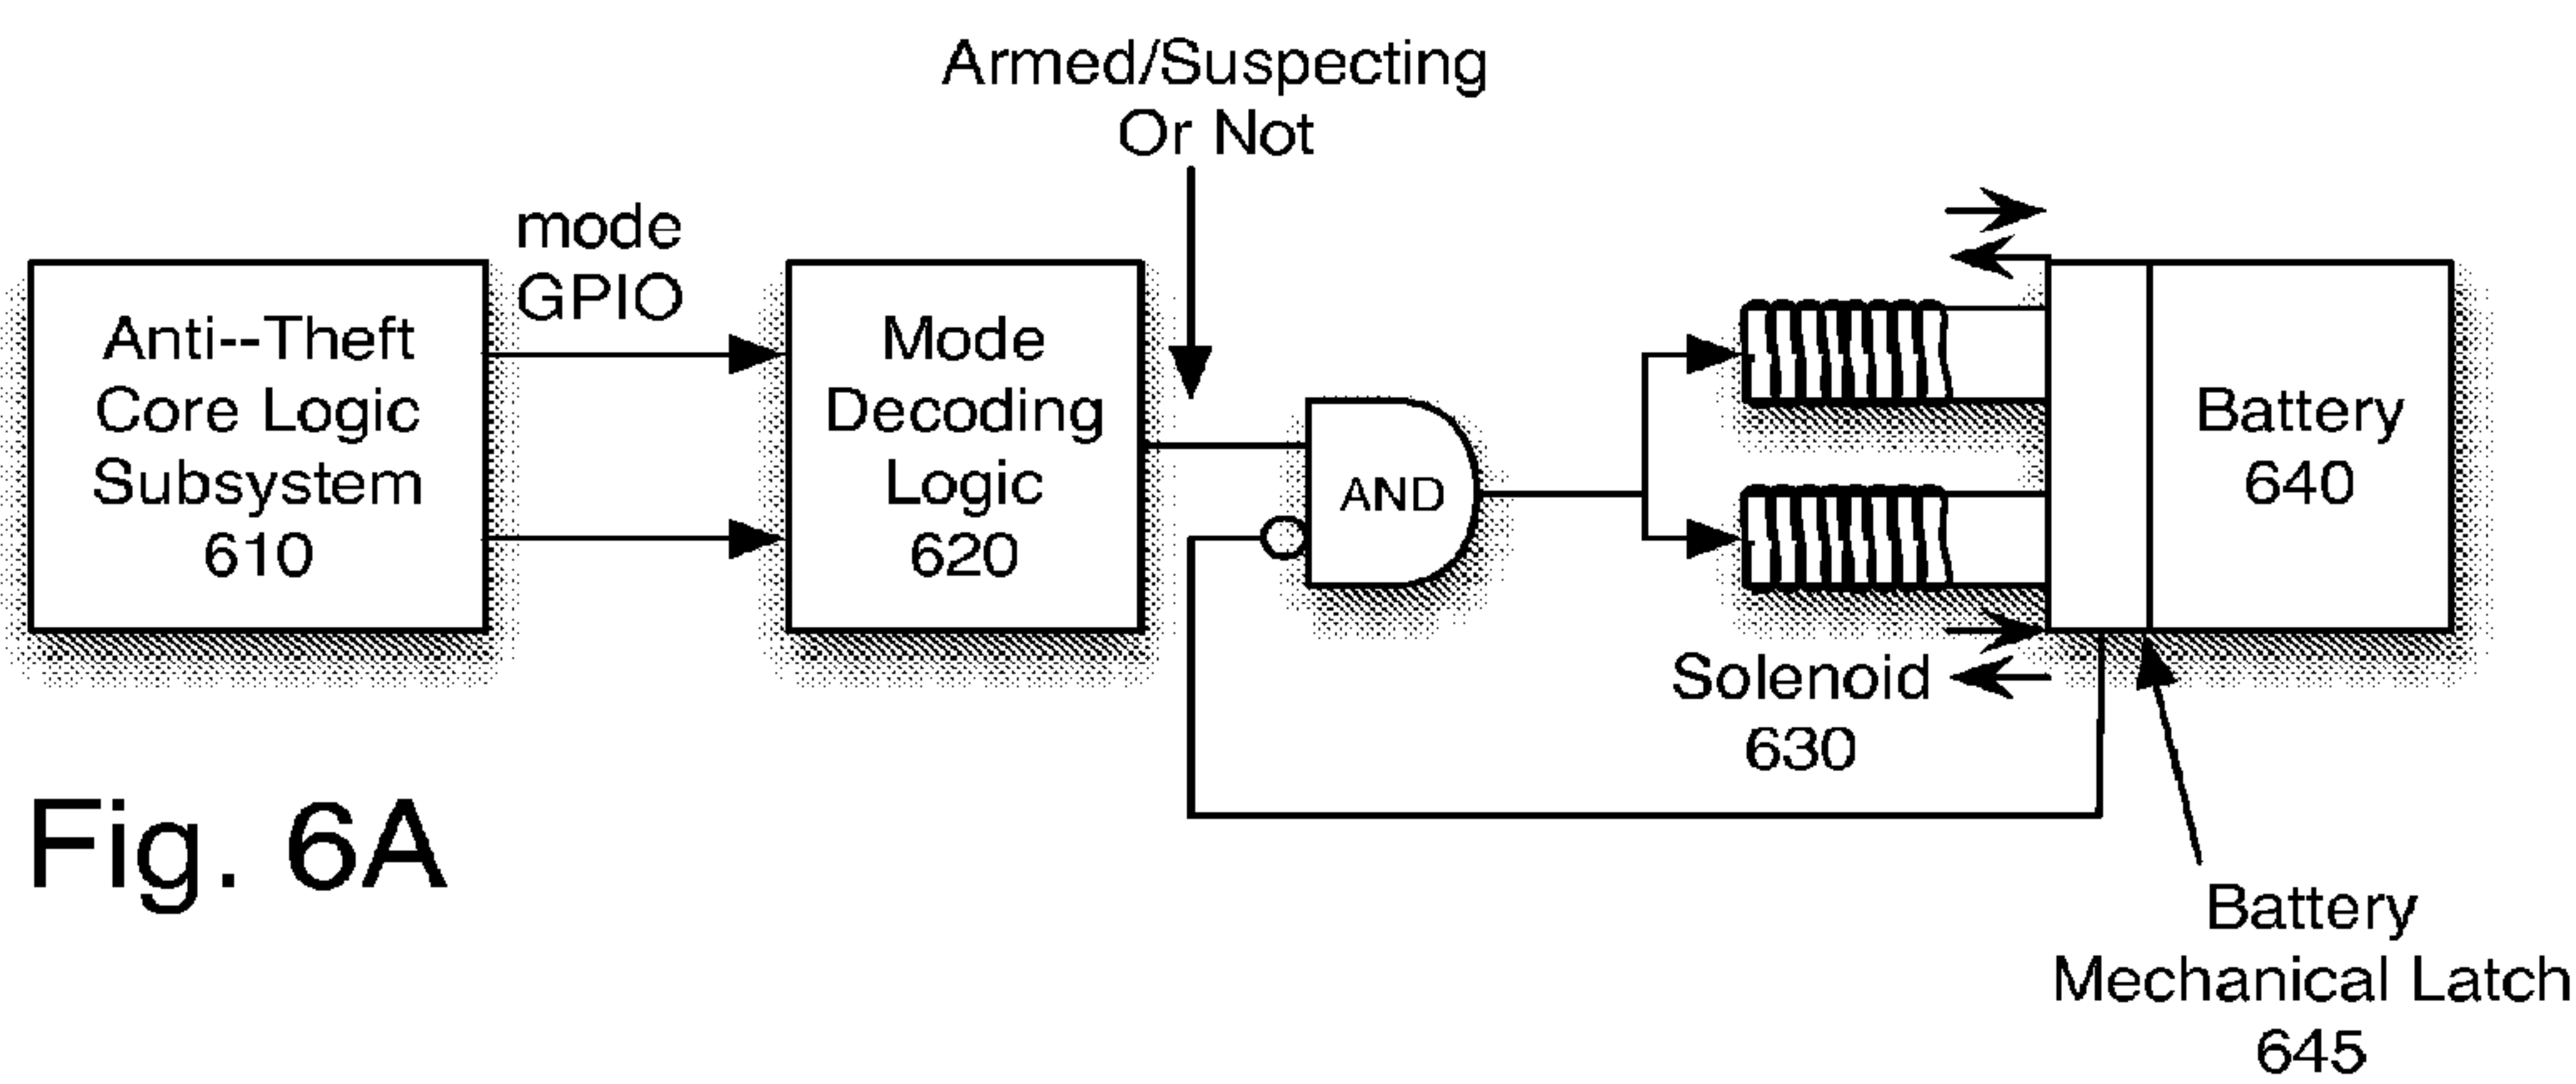 Armed/Suspecting
Or Not
mode
GPIO
Anti--Theft
Core Logic
Subsystem
610
Mode
Decoding
Logic
620
AND
Battery
640
Solenoid
630
Fig. 6A
Battery
Mechanical Latch
645